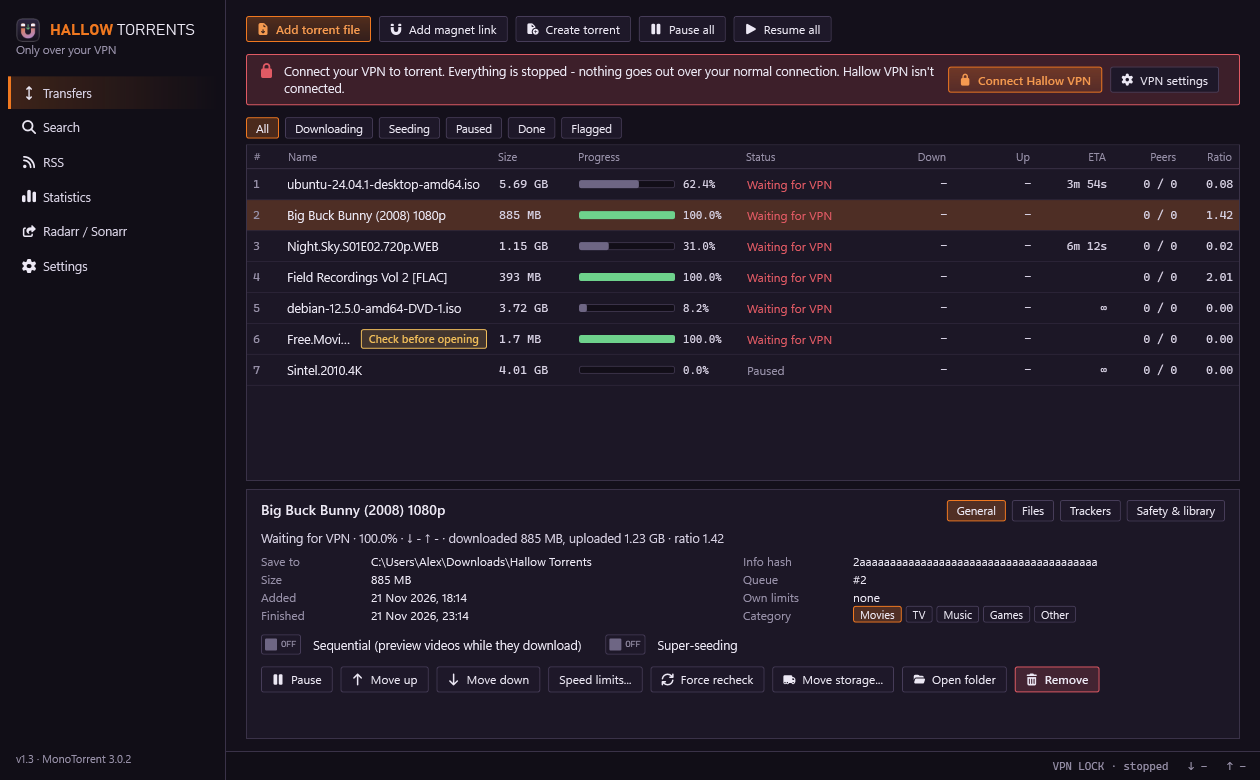 HALLOW TORRENTS
Only over your VPN
Transfers
Search
RSS
Statistics
Radarr / Sonarr
Settings
v1.3 · MonoTorrent 3.0.2
Add torrent file Add magnet link Create torrent Pause all Resume all
Connect your VPN to torrent. Everything is stopped - nothing goes out over your normal connection. Hallow VPN isn't
connected.
Connect Hallow VPN VPN settings
All Downloading Seeding Paused Done Flagged
# Name Size Progress Status Down Up ETA Peers Ratio
1 ubuntu-24.04.1-desktop-amd64.iso 5.69 GB 62.4% Waiting for VPN – – 3m 54s 0 / 0 0.08
2 Big Buck Bunny (2008) 1080p 885 MB 100.0% Waiting for VPN – – 0 / 0 1.42
3 Night.Sky.S01E02.720p.WEB 1.15 GB 31.0% Waiting for VPN – – 6m 12s 0 / 0 0.02
4 Field Recordings Vol 2 [FLAC] 393 MB 100.0% Waiting for VPN – – 0 / 0 2.01
5 debian-12.5.0-amd64-DVD-1.iso 3.72 GB 8.2% Waiting for VPN – – ∞ 0 / 0 0.00
6 Free.Movi... Check before opening 1.7 MB 100.0% Waiting for VPN – – 0 / 0 0.00
7 Sintel.2010.4K 4.01 GB 0.0% Paused – – ∞ 0 / 0 0.00
Big Buck Bunny (2008) 1080p
General Files Trackers Safety & library
Waiting for VPN · 100.0% · ↓ - ↑ - · downloaded 885 MB, uploaded 1.23 GB · ratio 1.42
Save to C:\Users\Alex\Downloads\Hallow Torrents Info hash 2aaaaaaaaaaaaaaaaaaaaaaaaaaaaaaaaaaaaaaa
Size 885 MB Queue #2
Added 21 Nov 2026, 18:14 Own limits none
Finished 21 Nov 2026, 23:14 Category Movies TV Music Games Other
OFF Sequential (preview videos while they download) OFF Super-seeding
Pause Move up Move down Speed limits... Force recheck Move storage... Open folder Remove
VPN LOCK · stopped ↓ – ↑ –